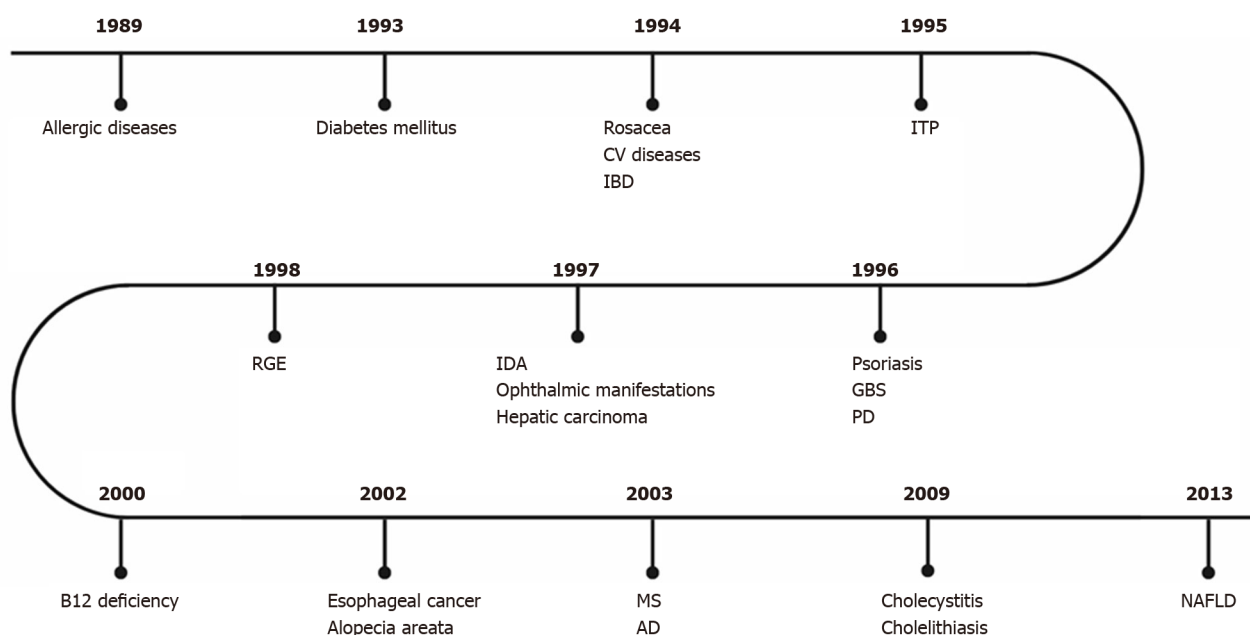 1989 1993 1994 1995
Allergic diseases Diabetes mellitus Rosacea ITP
CV diseases
IBD
1998 1997 1996
RGE IDA Psoriasis
Ophthalmic manifestations GBS
Hepatic carcinoma PD
2000 2002 2003 2009 2013
B12 deficiency Esophageal cancer MS Cholecystitis NAFLD
Alopecia areata AD Cholelithiasis